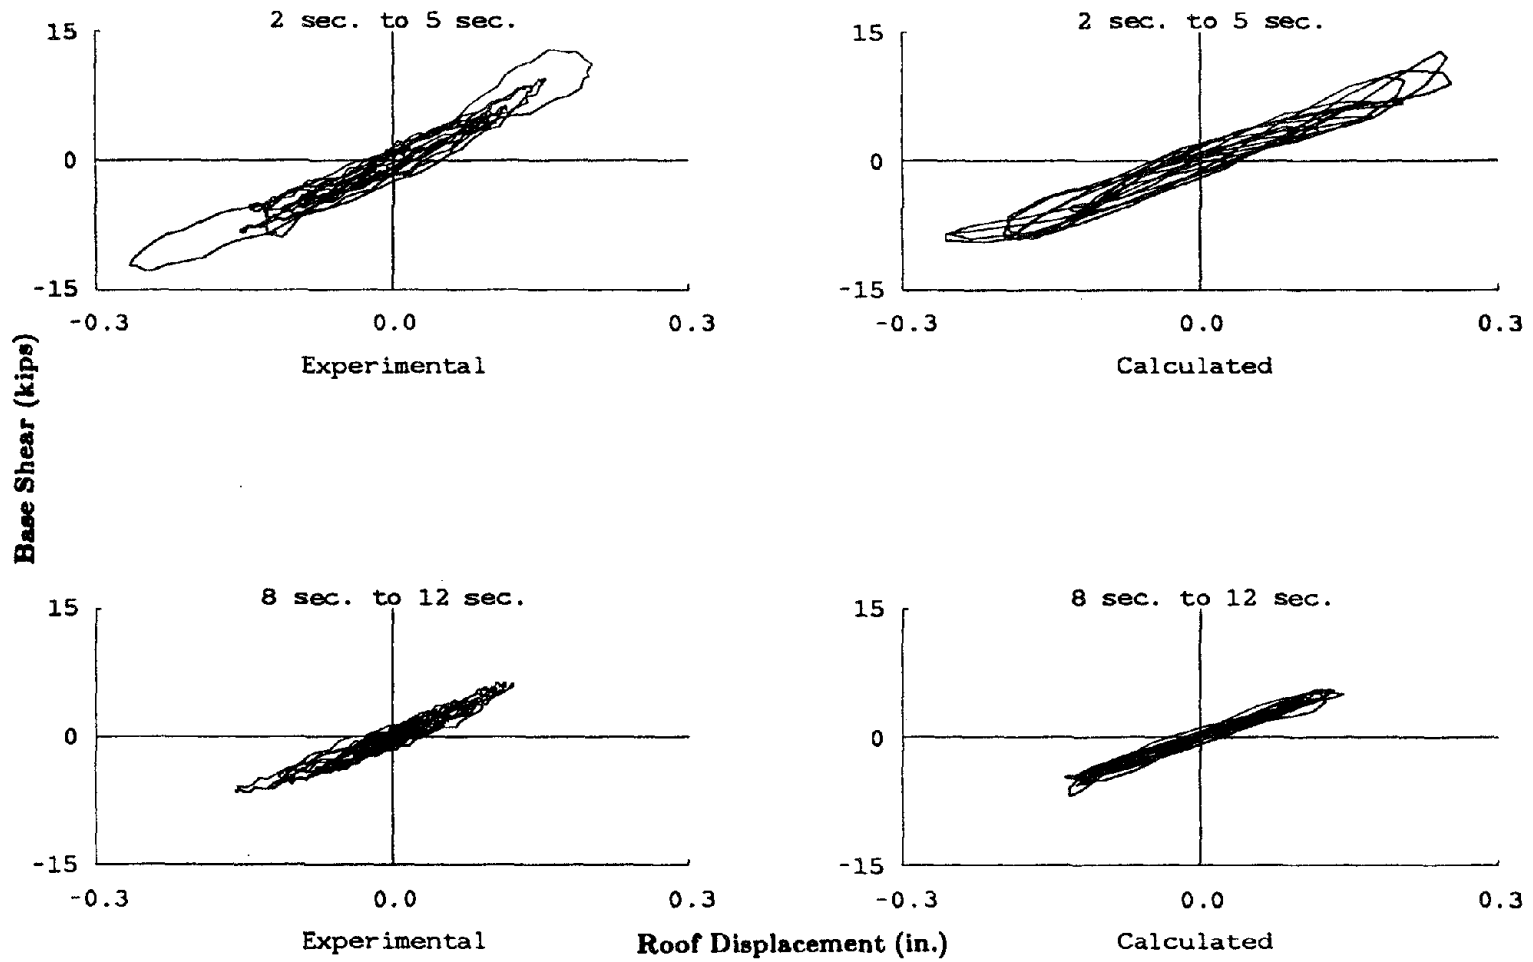 2 sec. to 5 sec.
15
0
-15
-0.3 0.0 0.3
Experimental
2 sec. to 5 sec.
15
0
-15
-0.3 0.0 0.3
Calculated
Base Shear (kips)
8 sec. to 12 sec.
15
0
-15
-0.3 0.0 0.3
Experimental
8 sec. to 12 sec.
15
0
-15
-0.3 0.0 0.3
Calculated
Roof Displacement (in.)